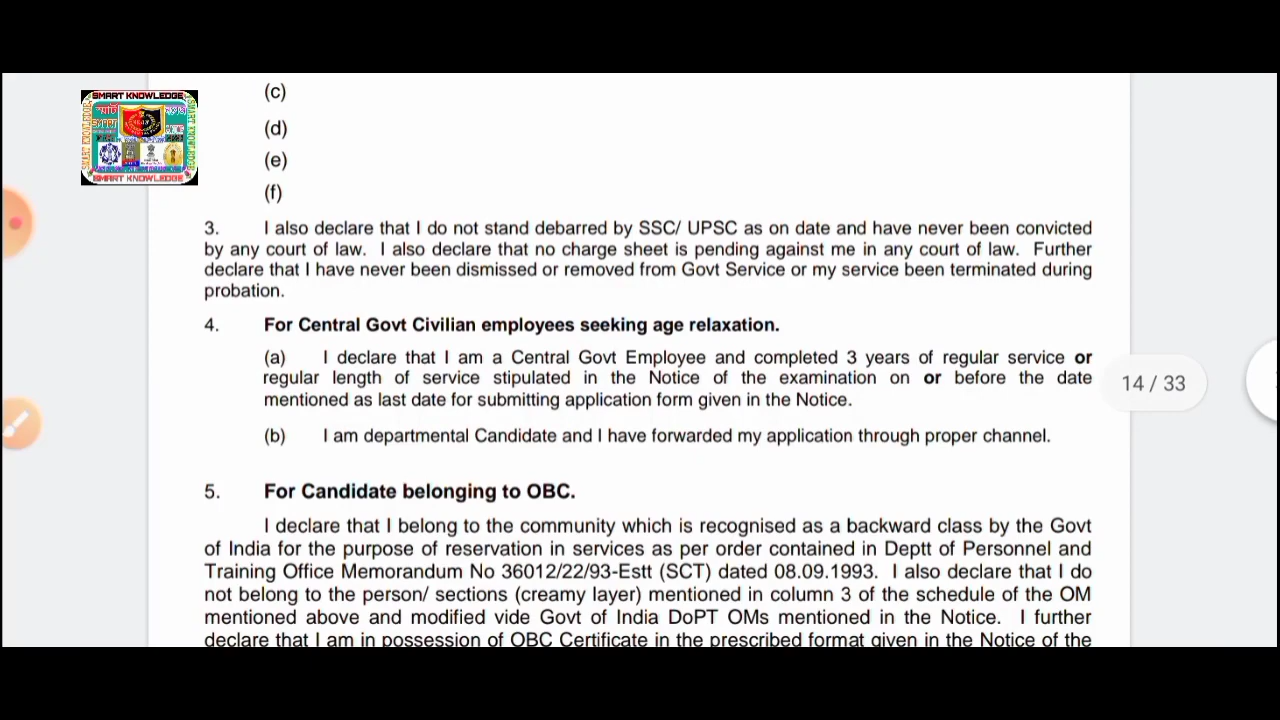 (c)
SMART KNOWLEDGE
(d)
SMART
(e)
SMART KNOWLEDGE
(f)
3. I also declare that I do not stand debarred by SSC/ UPSC as on date and have never been convicted
by any court of law. I also declare that no charge sheet is pending against me in any court of law. Further
declare that I have never been dismissed or removed from Govt Service or my service been terminated during
probation.
4. For Central Govt Civilian employees seeking age relaxation.
(a) I declare that I am a Central Govt Employee and completed 3 years of regular service or
regular length of service stipulated in the Notice of the examination on or before the date
mentioned as last date for submitting application form given in the Notice.
14 / 33
(b) I am departmental Candidate and I have forwarded my application through proper channel.
5. For Candidate belonging to OBC.
I declare that I belong to the community which is recognised as a backward class by the Govt
of India for the purpose of reservation in services as per order contained in Deptt of Personnel and
Training Office Memorandum No 36012/22/93-Estt (SCT) dated 08.09.1993. I also declare that I do
not belong to the person/ sections (creamy layer) mentioned in column 3 of the schedule of the OM
mentioned above and modified vide Govt of India DoPT OMs mentioned in the Notice. I further
declare that I am in possession of OBC Certificate in the prescribed format given in the Notice of the